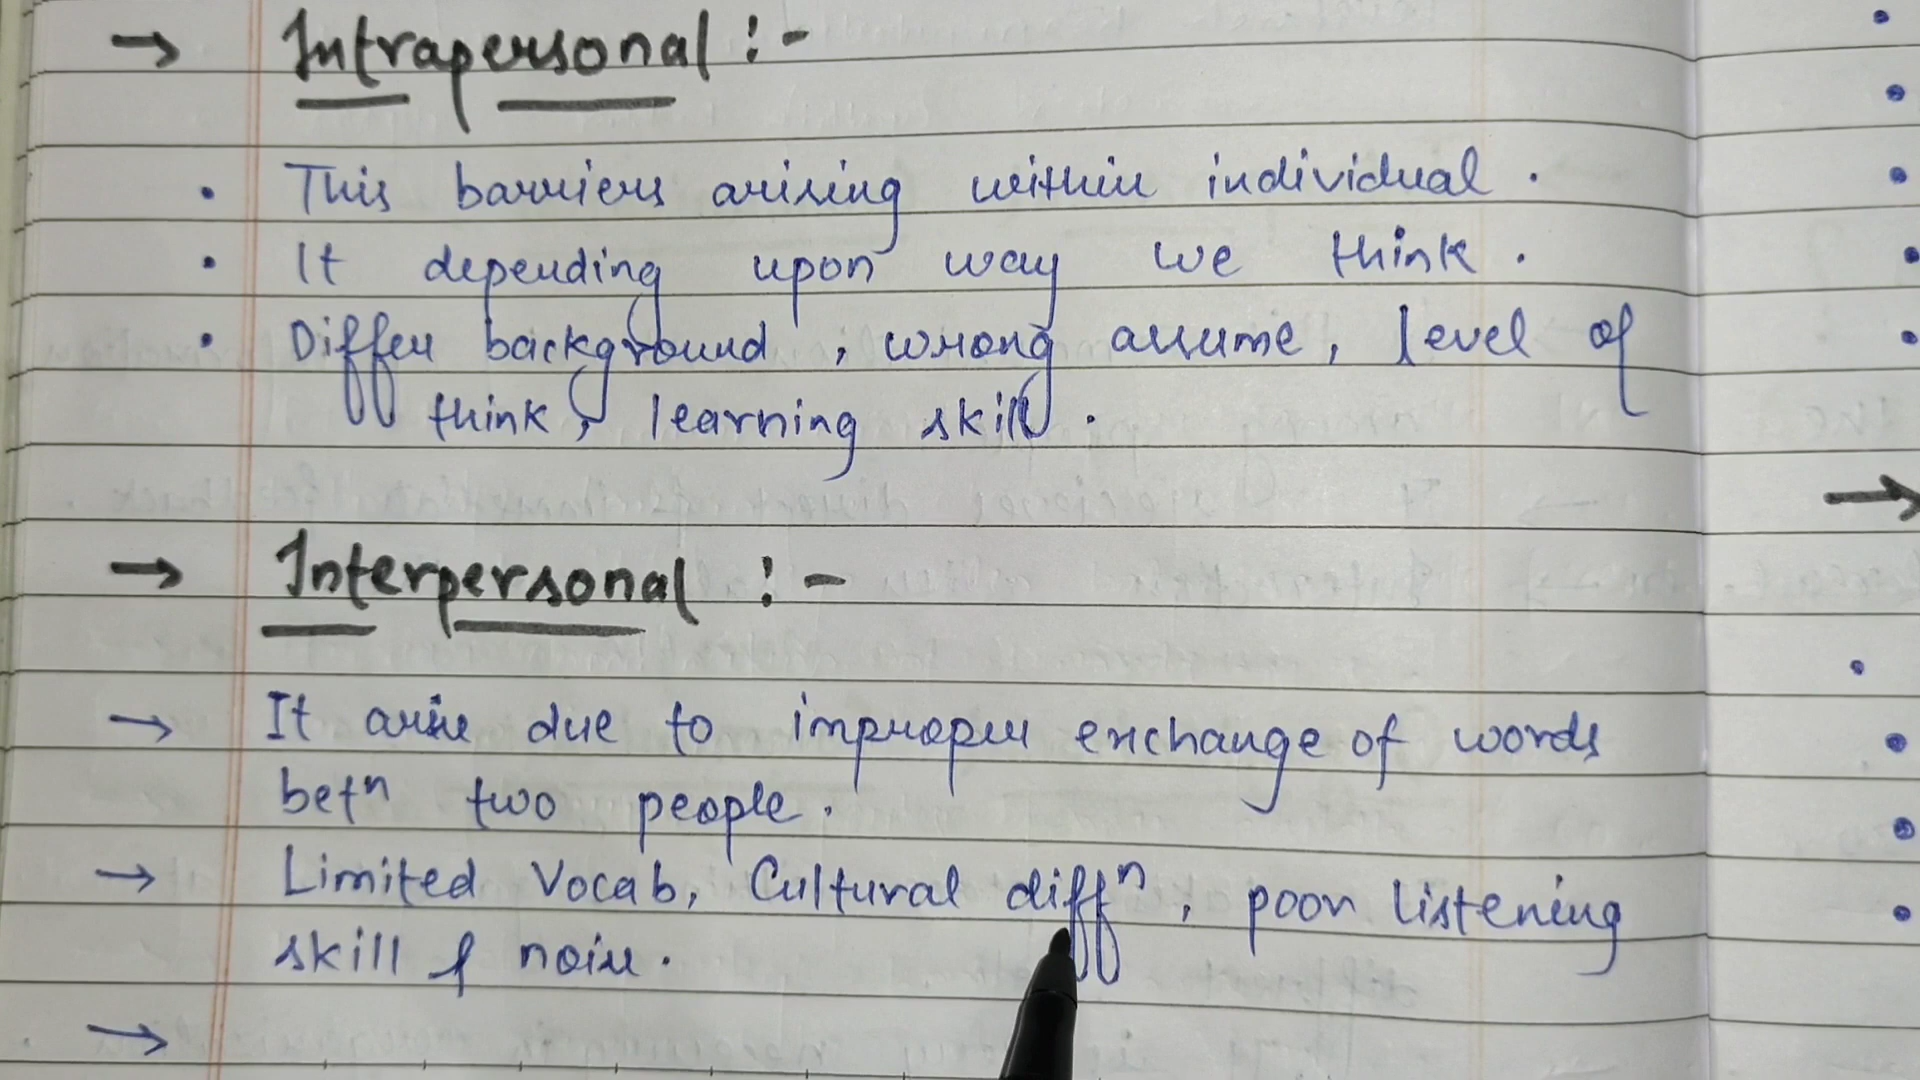 → Intrapersonal :-
• This barriers arising within individual .
• It depending upon way we think .
• Differ background , wrong assume , level of
think , learning skill .
→ Interpersonal :-
→ It arise due to improper exchange of words
betⁿ two people .
→ Limited Vocab, Cultural diffⁿ , poor listening
skill & noise .
→